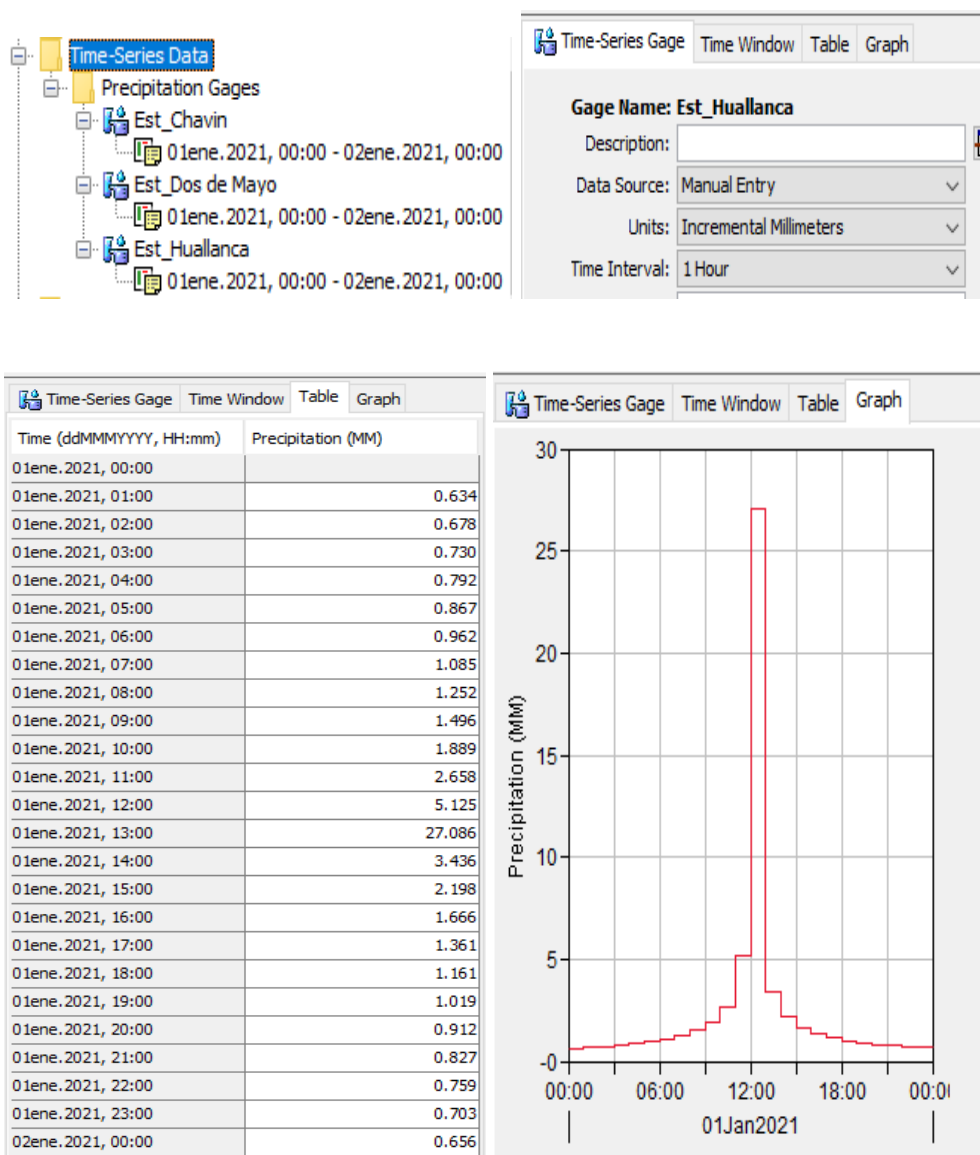 Time-Series Data
Precipitation Gages
Est_Chavin
01ene.2021, 00:00 - 02ene.2021, 00:00
Est_Dos de Mayo
01ene.2021, 00:00 - 02ene.2021, 00:00
Est_Huallanca
01ene.2021, 00:00 - 02ene.2021, 00:00
Time-Series Gage Time Window Table Graph
Gage Name: Est_Huallanca
Description:
Data Source: Manual Entry
Units: Incremental Millimeters
Time Interval: 1 Hour
Time-Series Gage Time Window Table Graph
Time (ddMMMYYYY, HH:mm) Precipitation (MM)
01ene.2021, 00:00
01ene.2021, 01:00 0.634
01ene.2021, 02:00 0.678
01ene.2021, 03:00 0.730
01ene.2021, 04:00 0.792
01ene.2021, 05:00 0.867
01ene.2021, 06:00 0.962
01ene.2021, 07:00 1.085
01ene.2021, 08:00 1.252
01ene.2021, 09:00 1.496
01ene.2021, 10:00 1.889
01ene.2021, 11:00 2.658
01ene.2021, 12:00 5.125
01ene.2021, 13:00 27.086
01ene.2021, 14:00 3.436
01ene.2021, 15:00 2.198
01ene.2021, 16:00 1.666
01ene.2021, 17:00 1.361
01ene.2021, 18:00 1.161
01ene.2021, 19:00 1.019
01ene.2021, 20:00 0.912
01ene.2021, 21:00 0.827
01ene.2021, 22:00 0.759
01ene.2021, 23:00 0.703
02ene.2021, 00:00 0.656
Time-Series Gage Time Window Table Graph
30
25
20
15
10
5
-0
Precipitation (MM)
00:00 06:00 12:00 18:00 00:0
01Jan2021